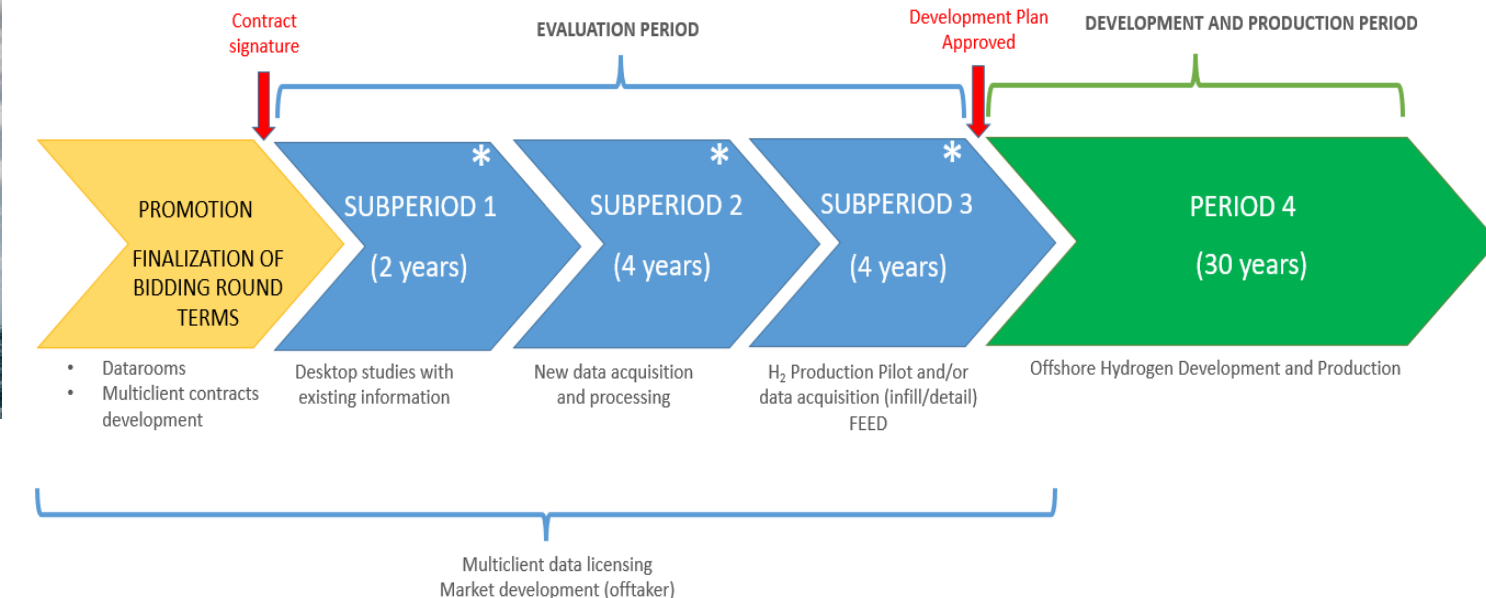 Contract
signature
EVALUATION PERIOD
Development Plan
Approved
DEVELOPMENT AND PRODUCTION PERIOD
PROMOTION
FINALIZATION OF
BIDDING ROUND
TERMS
*
SUBPERIOD 1
(2 years)
*
SUBPERIOD 2
(4 years)
*
SUBPERIOD 3
(4 years)
PERIOD 4
(30 years)
• Datarooms
• Multiclient contracts
development
Desktop studies with
existing information
New data acquisition
and processing
H₂ Production Pilot and/or
data acquisition (infill/detail)
FEED
Offshore Hydrogen Development and Production
Multiclient data licensing
Market development (offtaker)